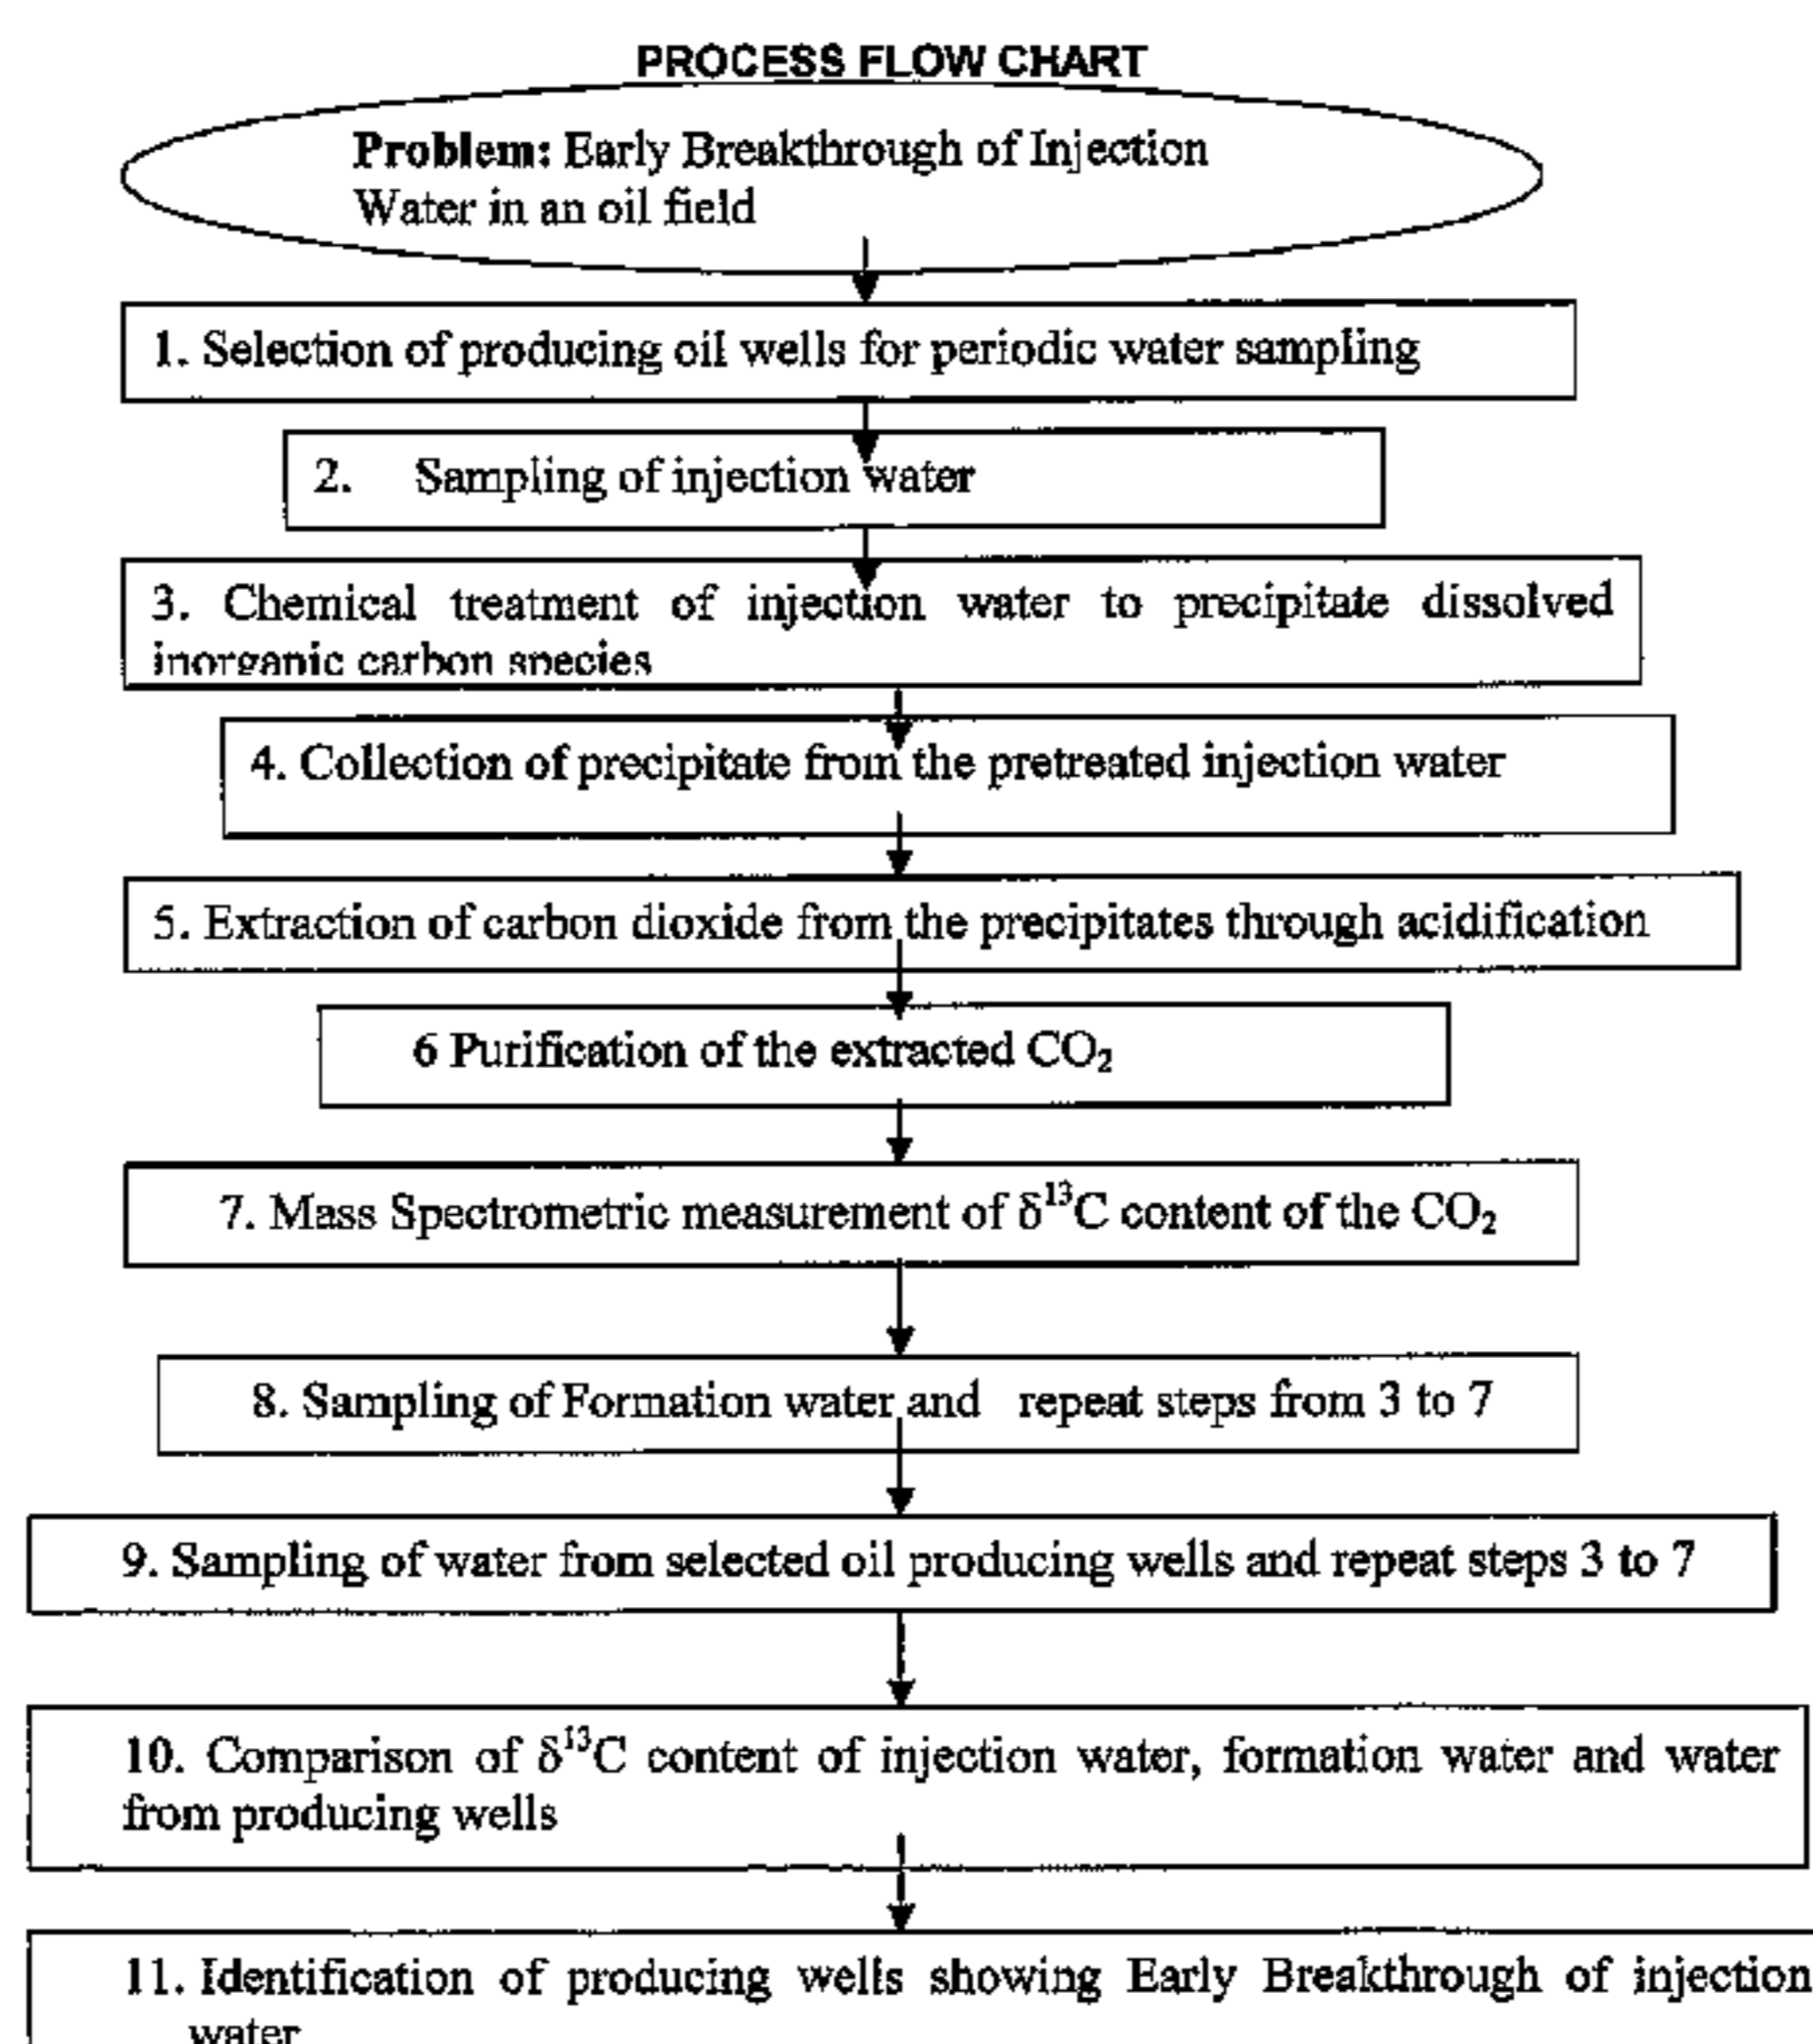 PROCESS FLOW CHART
Problem: Early Breakthrough of Injection
Water in an oil field
1. Selection of producing oil wells for periodic water sampling
2. Sampling of injection water
3. Chemical treatment of injection water to precipitate dissolved
inorganic carbon species
4. Collection of precipitate from the pretreated injection water
5. Extraction of carbon dioxide from the precipitates through acidification
6 Purification of the extracted CO₂
7. Mass Spectrometric measurement of δ¹³C content of the CO₂
8. Sampling of Formation water and repeat steps from 3 to 7
9. Sampling of water from selected oil producing wells and repeat steps 3 to 7
10. Comparison of δ¹³C content of injection water, formation water and water
from producing wells
11. Identification of producing wells showing Early Breakthrough of injection
water